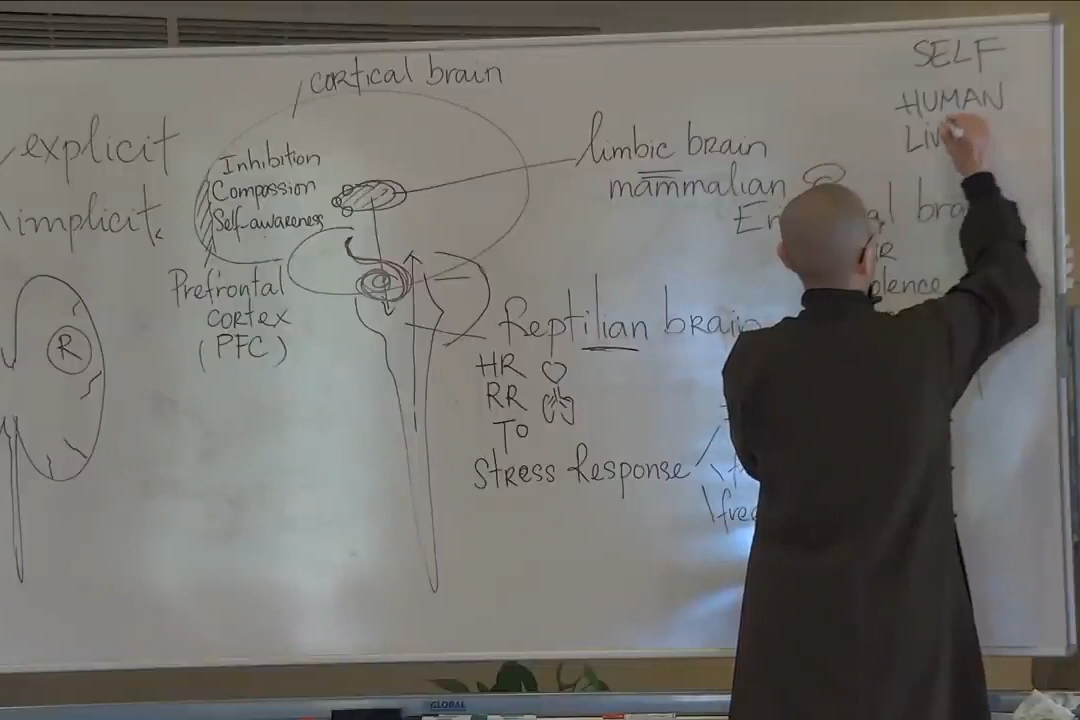 explicit
implicit
R
cortical brain
Inhibition
Compassion
Self-awareness
Prefrontal
cortex
(PFC)
limbic brain
mammalian
Reptilian brain
HR
RR
To
Stress Response
SELF
HUMAN
GLOBAL